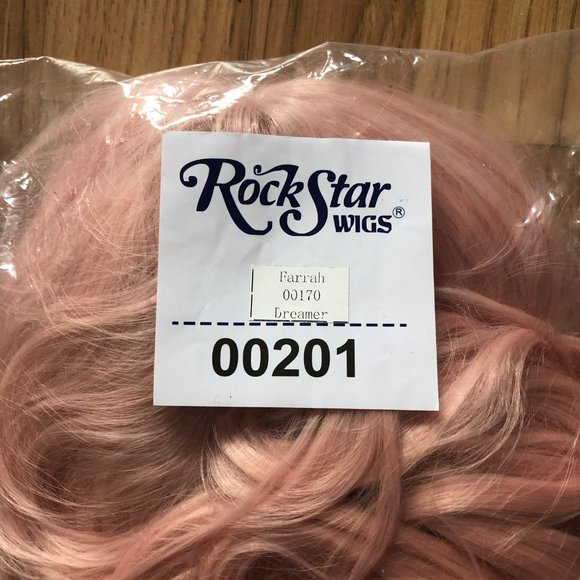 RockStar
WIGS®
Farrah
00170
Dreamer
00201